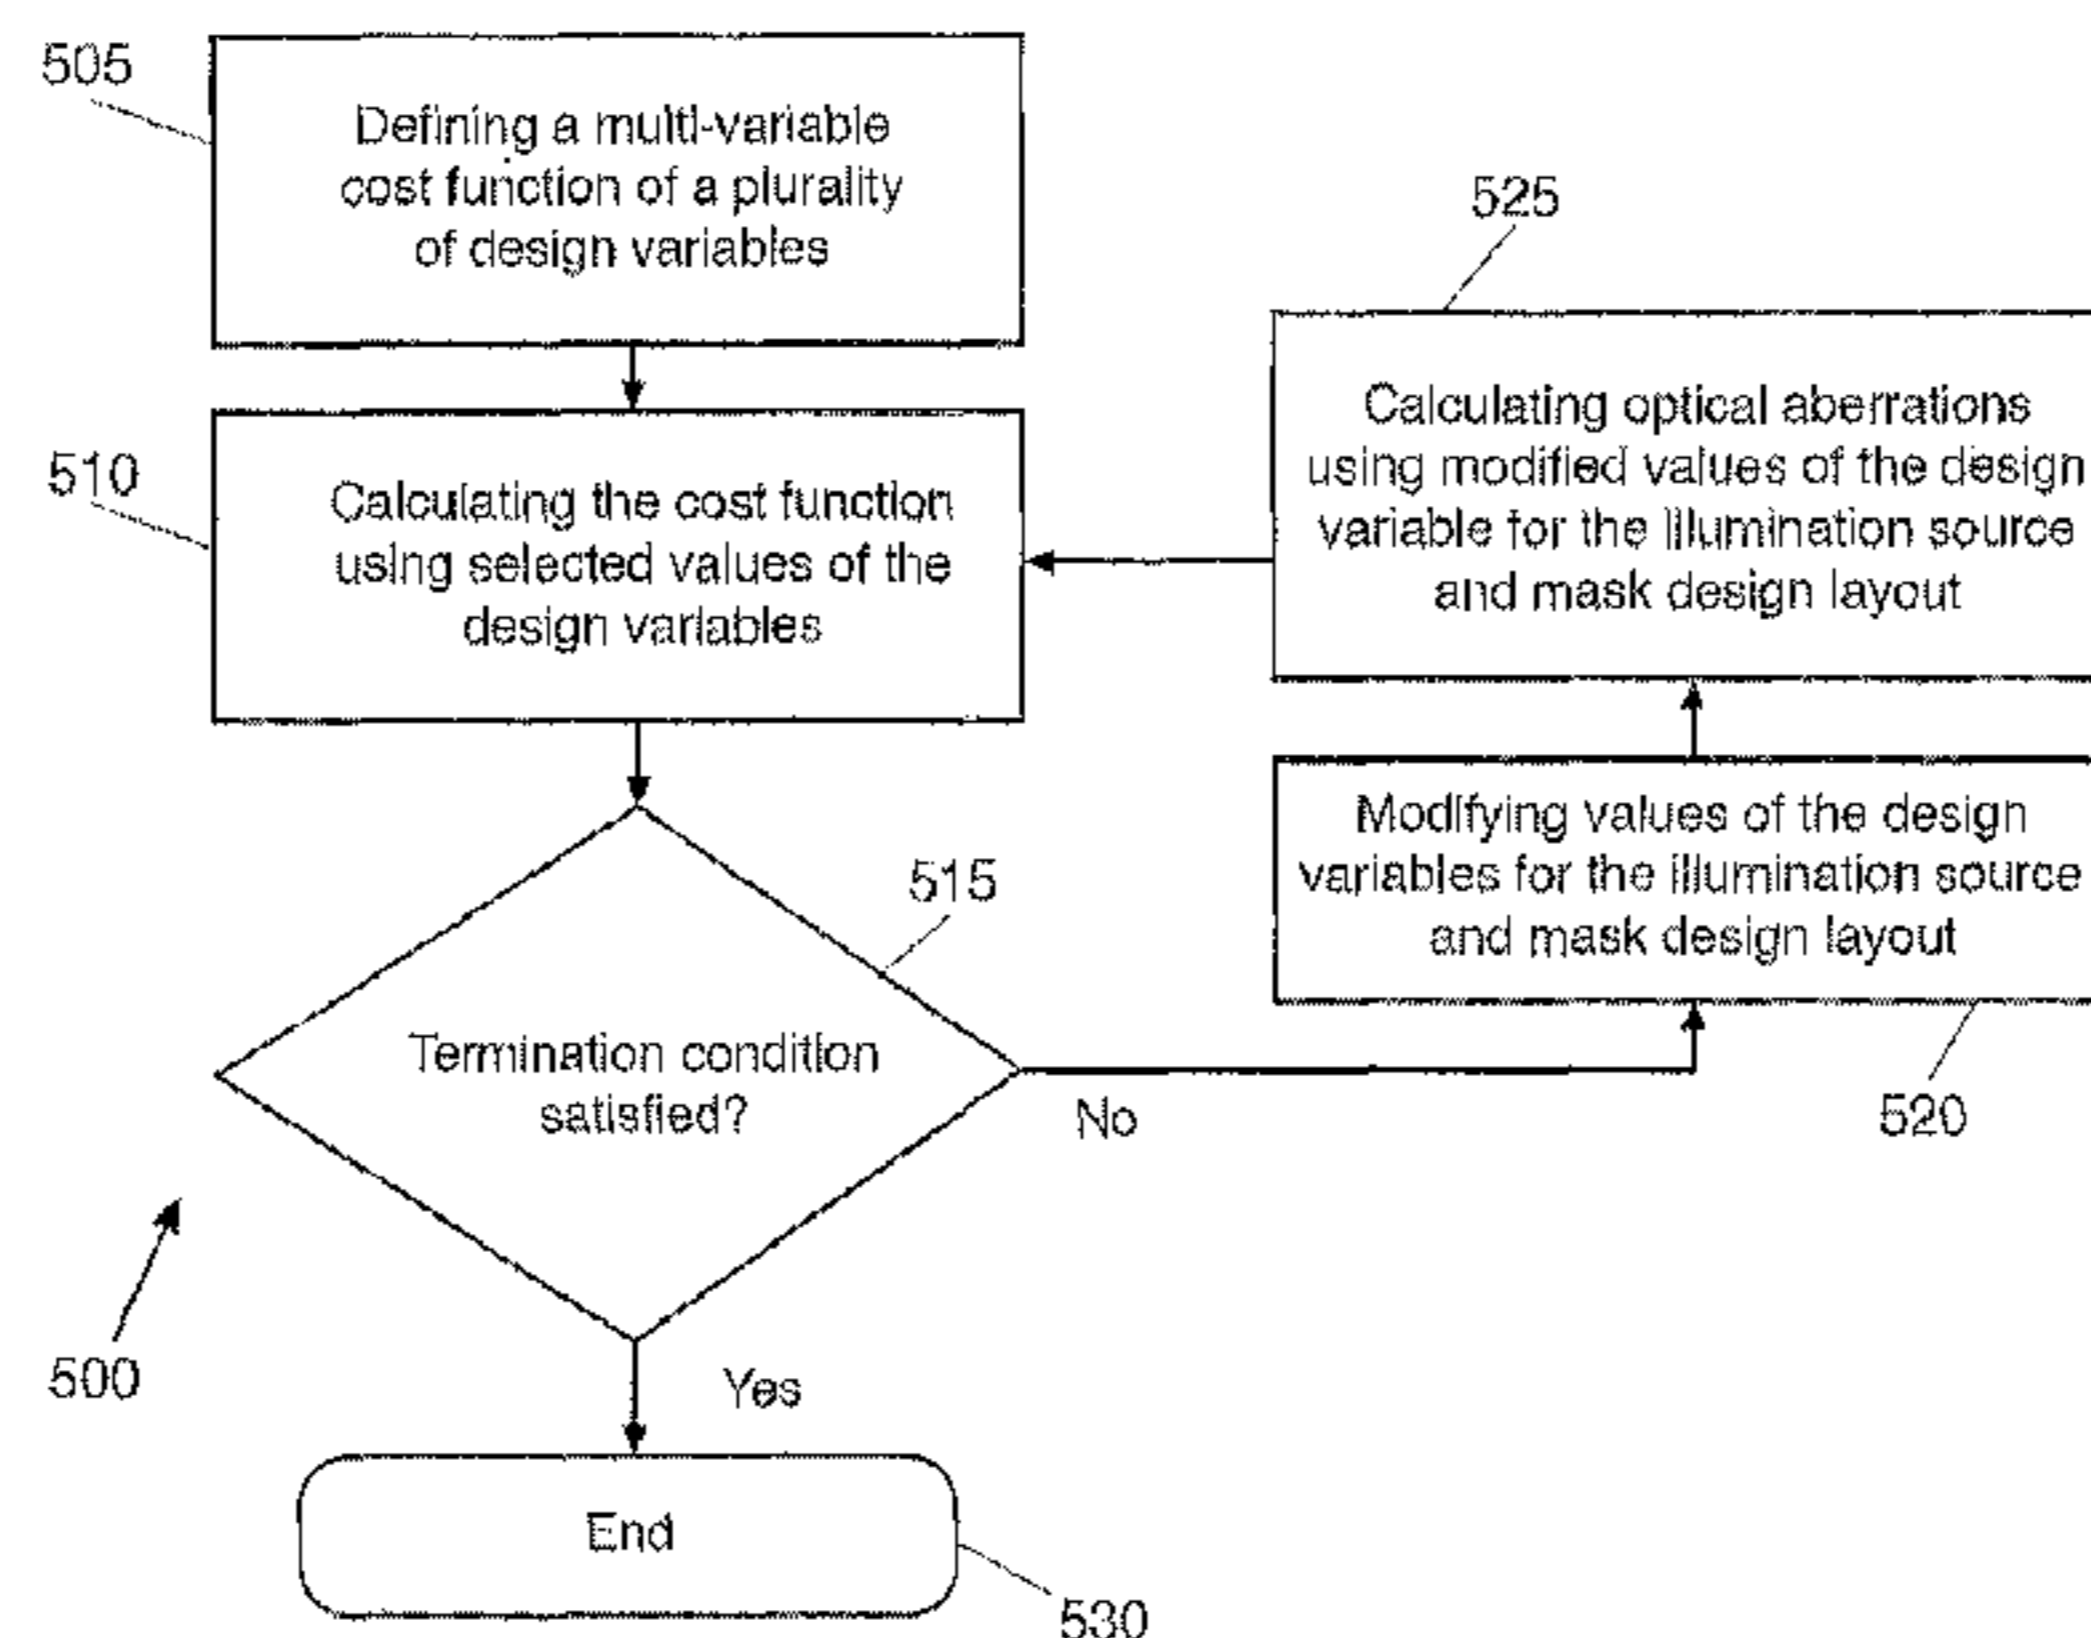 505
Defining a multi-variable
cost function of a plurality
of design variables
510
Calculating the cost function
using selected values of the
design variables
525
Calculating optical aberrations
using modified values of the design
variable for the illumination source
and mask design layout
Modifying values of the design
variables for the illumination source
and mask design layout
520
515
Termination condition
satisfied?
No
500
Yes
End
530